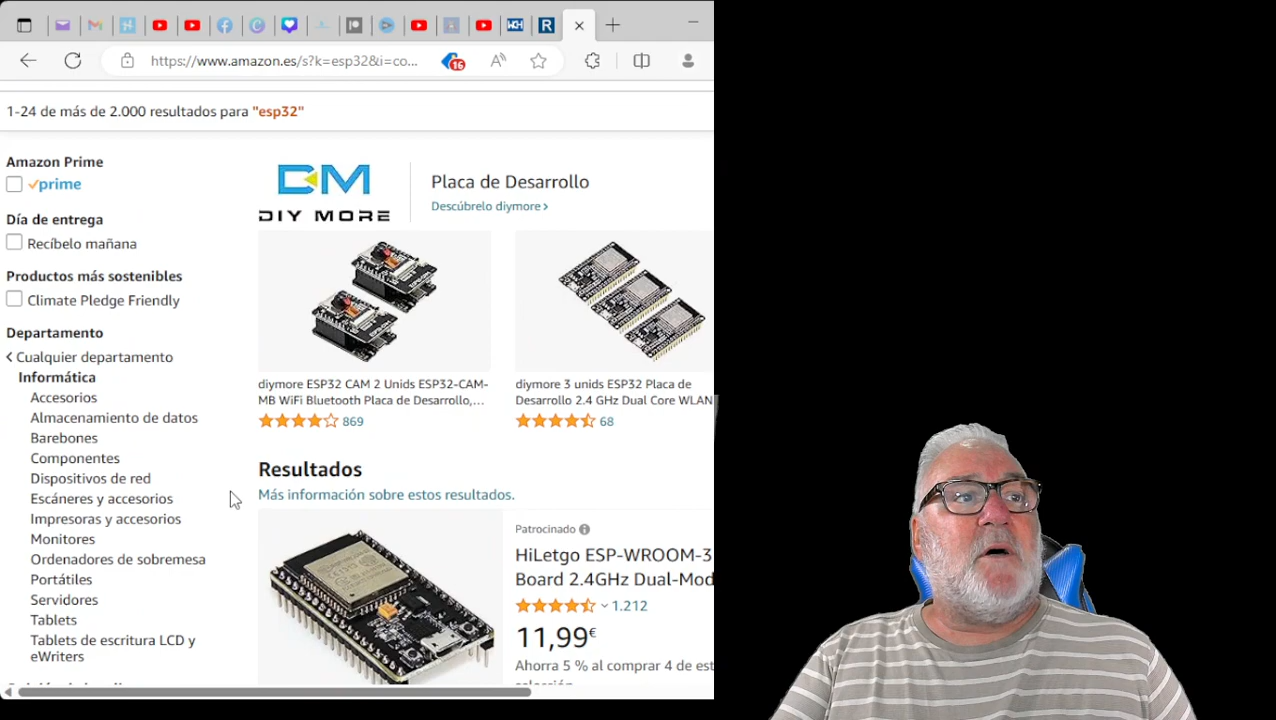 https://www.amazon.es/s?k=esp32&i=co...
16
1-24 de más de 2.000 resultados para "esp32"
Amazon Prime
prime
Día de entrega
Recíbelo mañana
Productos más sostenibles
Climate Pledge Friendly
Departamento
Cualquier departamento
Informática
Accesorios
Almacenamiento de datos
Barebones
Componentes
Dispositivos de red
Escáneres y accesorios
Impresoras y accesorios
Monitores
Ordenadores de sobremesa
Portátiles
Servidores
Tablets
Tablets de escritura LCD y
eWriters
DIY MORE
Placa de Desarrollo
Descúbrelo diymore
diymore ESP32 CAM 2 Unids ESP32-CAM-
MB WiFi Bluetooth Placa de Desarrollo,...
869
diymore 3 unids ESP32 Placa de
Desarrollo 2.4 GHz Dual Core WLAN
68
Resultados
Más información sobre estos resultados.
Patrocinado
HiLetgo ESP-WROOM-3
Board 2.4GHz Dual-Mod
1.212
11,99€
Ahorra 5 % al comprar 4 de est